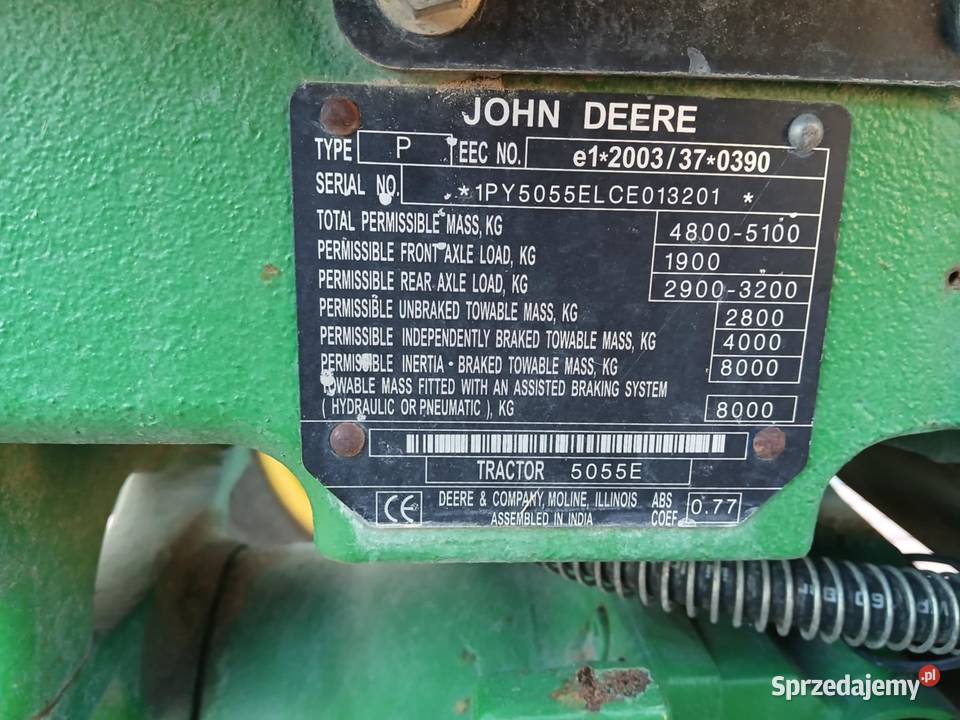 JOHN DEERE
TYPE P EEC NO. e1*2003/37*0390
SERIAL NO. *1PY5055ELCE013201 *
TOTAL PERMISSIBLE MASS, KG 4800-5100
PERMISSIBLE FRONT AXLE LOAD, KG 1900
PERMISSIBLE REAR AXLE LOAD, KG 2900-3200
PERMISSIBLE UNBRAKED TOWABLE MASS, KG 2800
PERMISSIBLE INDEPENDENTLY BRAKED TOWABLE MASS, KG 4000
PERMISSIBLE INERTIA - BRAKED TOWABLE MASS, KG 8000
TOWABLE MASS FITTED WITH AN ASSISTED BRAKING SYSTEM
( HYDRAULIC OR PNEUMATIC ), KG 8000
TRACTOR 5055E
CE DEERE & COMPANY, MOLINE, ILLINOIS ABS 0.77
ASSEMBLED IN INDIA COEF
Sprzedajemy.pl